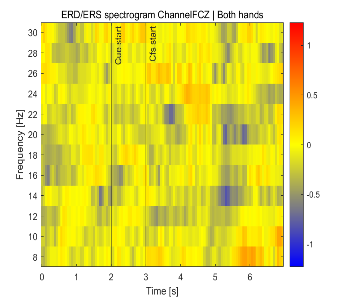 ERD/ERS spectrogram ChannelFCZ | Both hands
Frequency [Hz]
30
28
26
24
22
20
18
16
14
12
10
8
Cue start
Cfs start
1
0.5
0
-0.5
-1
0 1 2 3 4 5 6
Time [s]